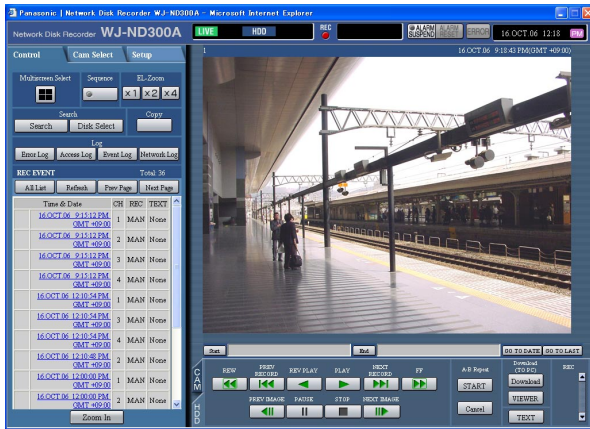 Panasonic | Network Disk Recorder WJ-ND300A - Microsoft Internet Explorer
Network Disk Recorder WJ-ND300A
LIVE HDD REC ALARM SUSPEND ALARM RESET ERROR 16.OCT.06 12:18 PM
Control Cam Select Setup
1 16.OCT.06 9:18:43 PM(GMT +09:00)
Multiscreen Select Sequence EL-Zoom
x1 x2 x4
Search Copy
Search Disk Select Copy
Log
Error Log Access Log Event Log Network Log
REC EVENT Total: 36
All List Refresh Prev Page Next Page
Time & Date CH REC TEXT
16.OCT.06 9:15:12 PM GMT +09:00 1 MAN None
16.OCT.06 9:15:12 PM GMT +09:00 2 MAN None
16.OCT.06 9:15:12 PM GMT +09:00 3 MAN None
16.OCT.06 9:15:12 PM GMT +09:00 4 MAN None
16.OCT.06 12:10:54 PM GMT +09:00 1 MAN None
16.OCT.06 12:10:54 PM GMT +09:00 3 MAN None
16.OCT.06 12:10:54 PM GMT +09:00 4 MAN None
16.OCT.06 12:10:48 PM GMT +09:00 2 MAN None
16.OCT.06 12:00:00 PM GMT +09:00 1 MAN None
16.OCT.06 12:00:00 PM 2 MAN None
Zoom In
Start End GO TO DATE GO TO LAST
CAM
HDD
REW PREV RECORD REV PLAY PLAY NEXT RECORD FF
PREV IMAGE PAUSE STOP NEXT IMAGE
A-B Repeat
START
Cancel
Download (TO PC)
Download
VIEWER
TEXT
REC